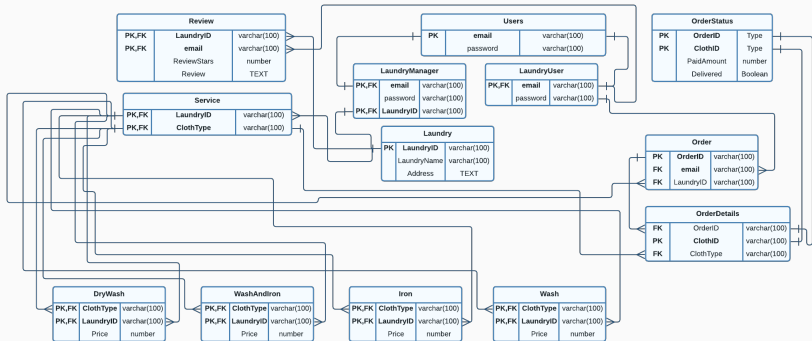 Review
PK,FK LaundryID varchar(100)
PK,FK email varchar(100)
ReviewStars number
Review TEXT
Users
PK email varchar(100)
password varchar(100)
OrderStatus
PK OrderID Type
PK ClothID Type
PaidAmount number
Delivered Boolean
LaundryManager
PK,FK email varchar(100)
password varchar(100)
PK,FK LaundryID varchar(100)
LaundryUser
PK,FK email varchar(100)
password varchar(100)
Service
PK,FK LaundryID varchar(100)
PK,FK ClothType varchar(100)
Laundry
PK LaundryID varchar(100)
LaundryName varchar(100)
Address TEXT
Order
PK OrderID varchar(100)
FK email varchar(100)
FK LaundryID varchar(100)
OrderDetails
FK OrderID varchar(100)
PK ClothID varchar(100)
FK ClothType varchar(100)
DryWash
PK,FK ClothType varchar(100)
PK,FK LaundryID varchar(100)
Price number
WashAndIron
PK,FK ClothType varchar(100)
PK,FK LaundryID varchar(100)
Price number
Iron
PK,FK ClothType varchar(100)
PK,FK LaundryID varchar(100)
Price number
Wash
PK,FK ClothType varchar(100)
PK,FK LaundryID varchar(100)
Price number